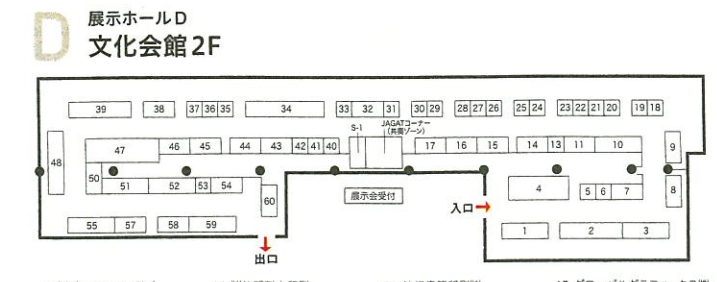 D
展示ホールD
文化会館2F
39 38 37 36 35 34 33 32 31 30 29 28 27 26 25 24 23 22 21 20 19 18
S-1
JAGATコーナー
(共同ゾーン)
48 47 46 45 44 43 42 41 40 17 16 15 14 13 11 10 9
50 51 52 53 54 60
展示会受付
4 5 6 7 8
入口
55 57 58 59 1 2 3
出口